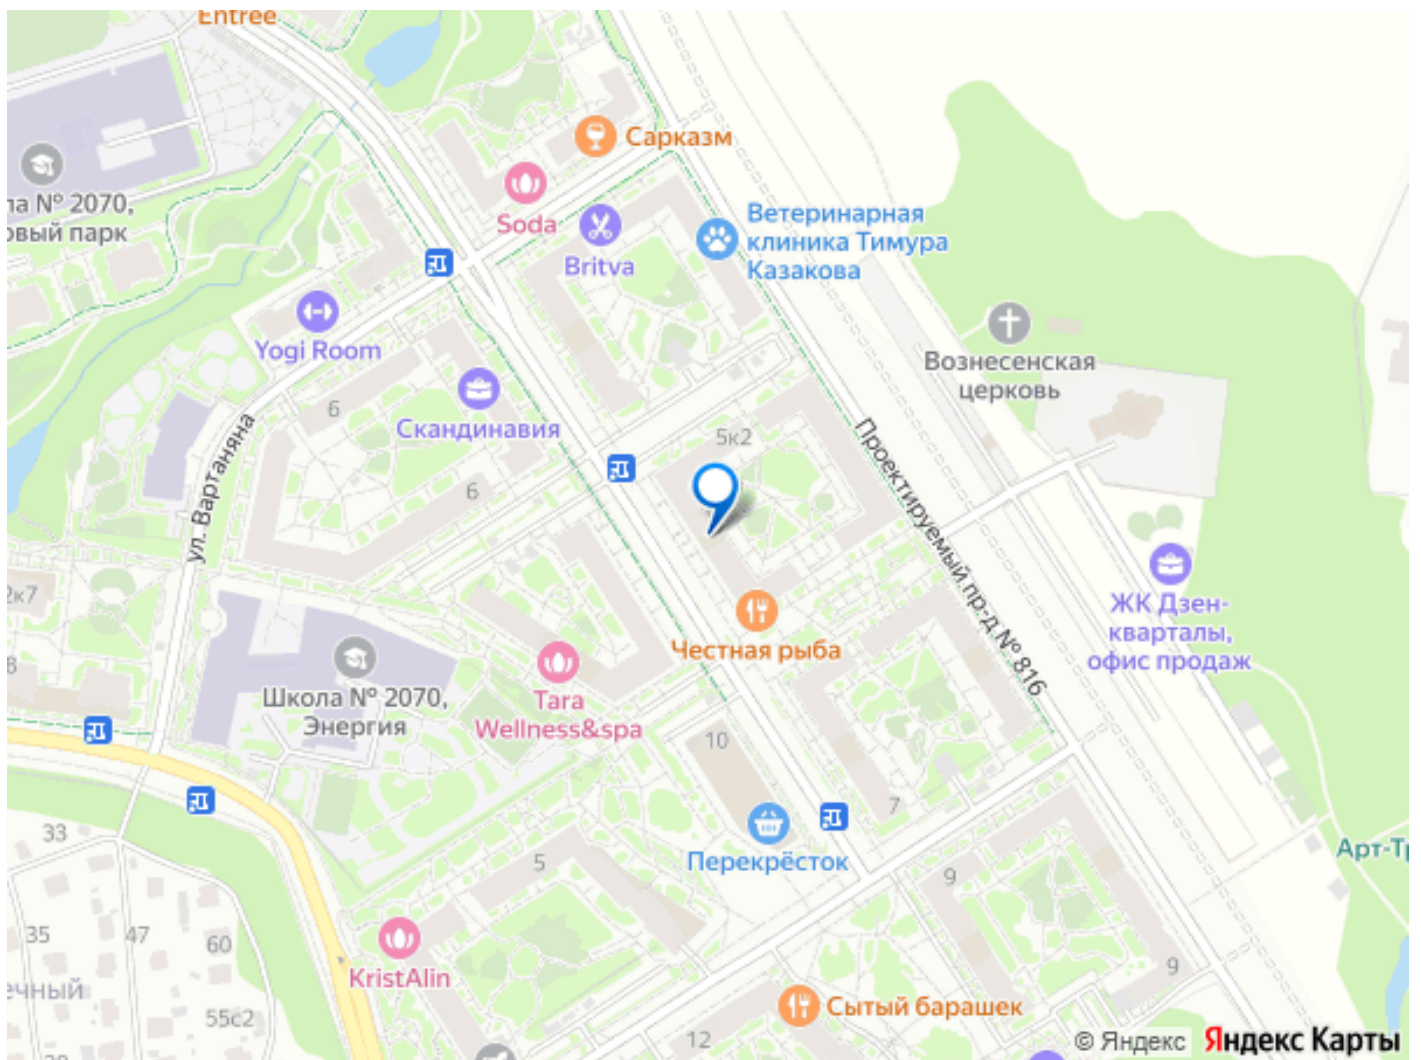 Entrée
Сарказм
ла № 2070,
овый парк
Soda
Britva
Ветеринарная
клиника Тимура
Казакова
Yogi Room
Вознесенская
церковь
6
Скандинавия
ул. Вартаняна
5к2
6
Проектируемый пр-д № 816
2к7
ЖК Дзен-
кварталы,
офис продаж
Честная рыба
8
Школа № 2070,
Энергия
Tara
Wellness&spa
10
7
33
Перекрёсток
5
9
Арт-Тр
35
47
60
KristAlin
9
ечный
55с2
Сытый барашек
12
© Яндекс Яндекс Карты